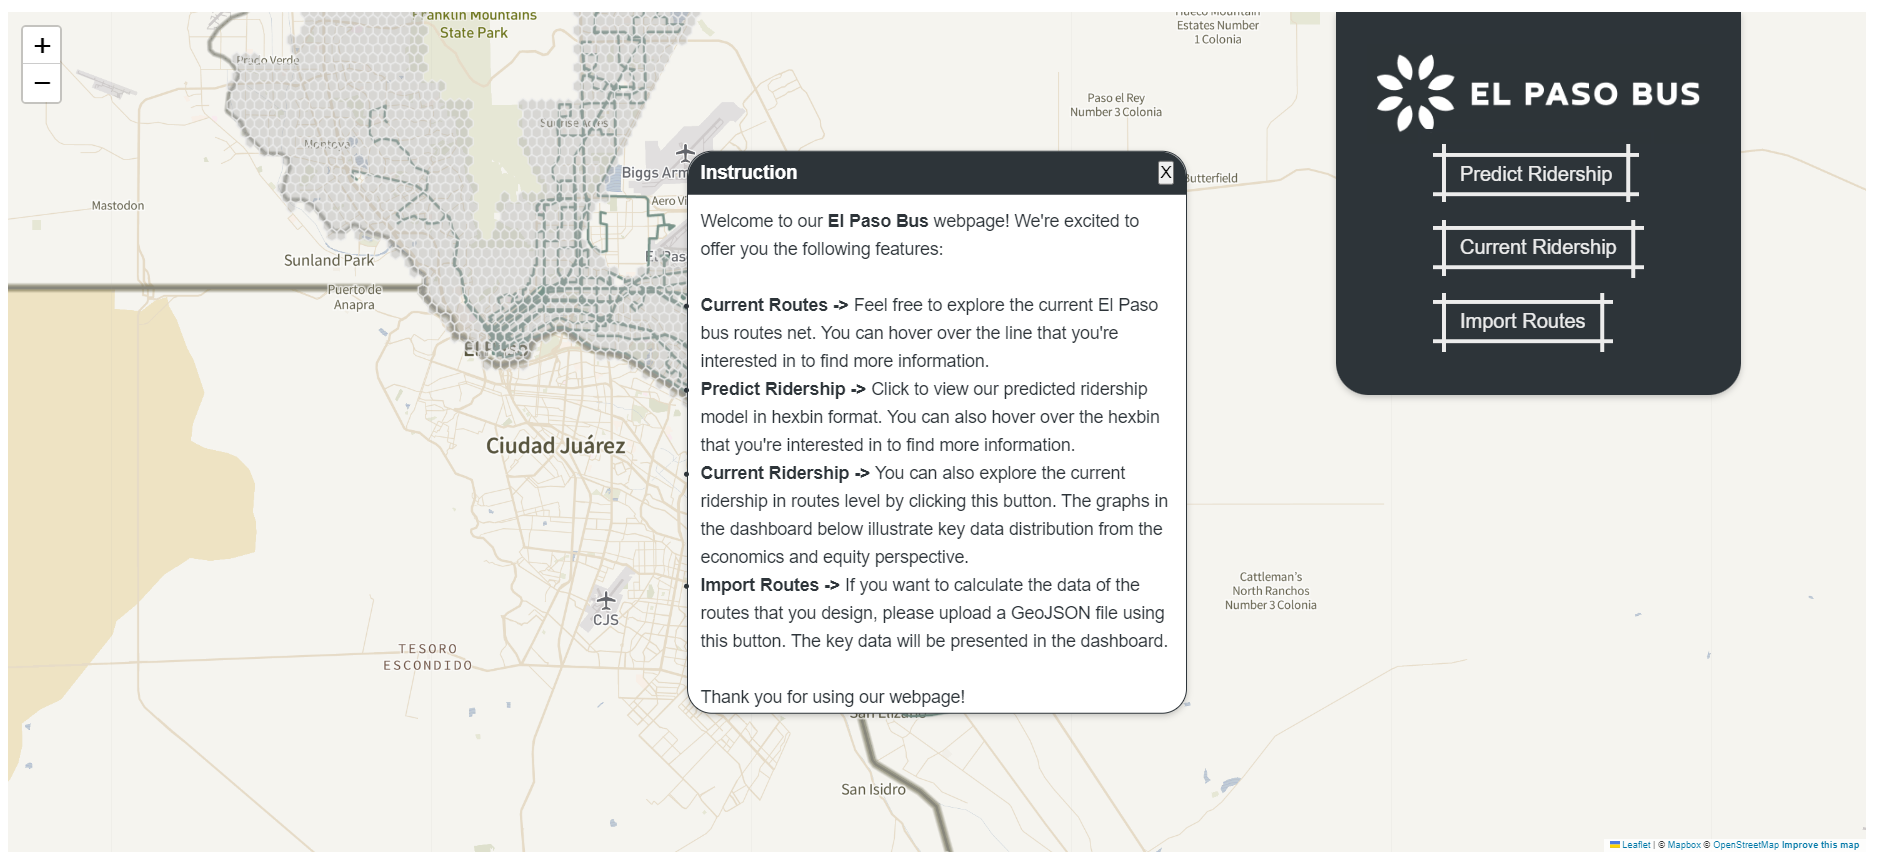 Franklin Mountains
State Park
Hueco Mountain
Estates Number
1 Colonia
+
−
Prado Verde
Paso el Rey
Number 3 Colonia
EL PASO BUS
Sunrise Acres
Montoya
Biggs Arm
Instruction
X
Butterfield
Predict Ridership
Mastodon
Aero Vi
Welcome to our El Paso Bus webpage! We're excited to
offer you the following features:
Current Ridership
Sunland Park
El Pas
Puerto de
Anapra
Current Routes -> Feel free to explore the current El Paso
bus routes net. You can hover over the line that you're
interested in to find more information.
Import Routes
El Paso
Predict Ridership -> Click to view our predicted ridership
model in hexbin format. You can also hover over the hexbin
that you're interested in to find more information.
Ciudad Juárez
Current Ridership -> You can also explore the current
ridership in routes level by clicking this button. The graphs in
the dashboard below illustrate key data distribution from the
economics and equity perspective.
Import Routes -> If you want to calculate the data of the
routes that you design, please upload a GeoJSON file using
this button. The key data will be presented in the dashboard.
Cattleman's
North Ranchos
Number 3 Colonia
CJS
TESORO
ESCONDIDO
Thank you for using our webpage!
San Elizario
San Isidro
Leaflet | © Mapbox © OpenStreetMap Improve this map